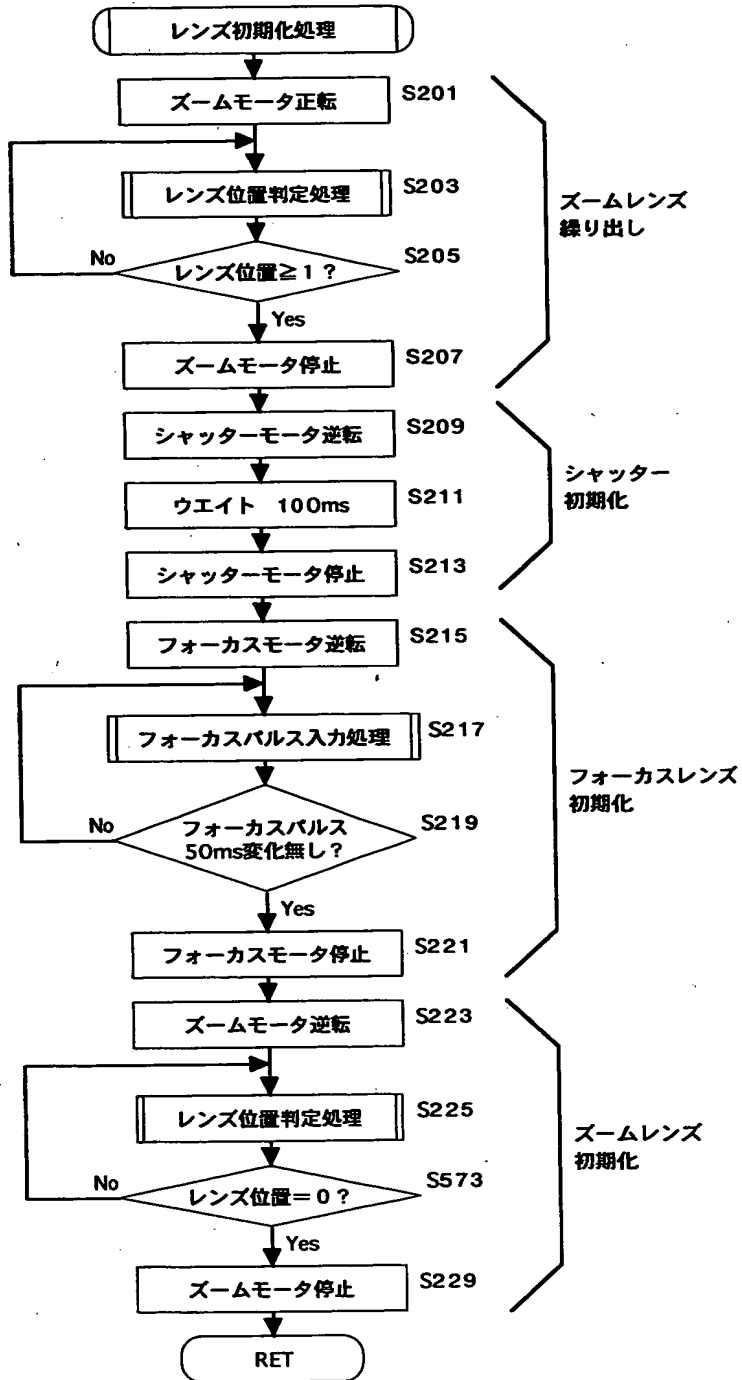 レンズ初期化処理
ズームモータ正転
S201
レンズ位置判定処理
S203
レンズ位置≧1？
S205
No
Yes
ズームモータ停止
S207
ズームレンズ
繰り出し
シャッターモータ逆転
S209
ウエイト 100ms
S211
シャッターモータ停止
S213
シャッター
初期化
フォーカスモータ逆転
S215
フォーカスパルス入力処理
S217
フォーカスパルス
50ms変化無し？
S219
No
Yes
フォーカスモータ停止
S221
フォーカスレンズ
初期化
ズームモータ逆転
S223
レンズ位置判定処理
S225
レンズ位置＝0？
S573
No
Yes
ズームモータ停止
S229
ズームレンズ
初期化
RET